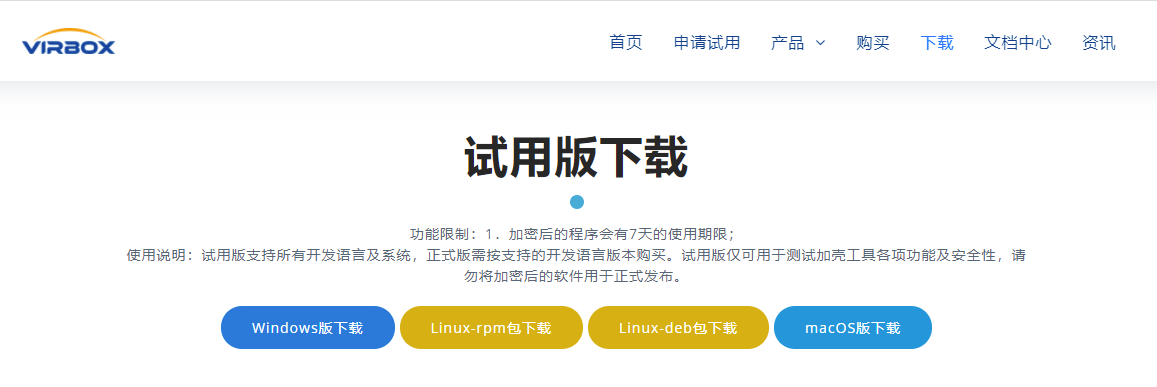 VIRBOX
首页 申请试用 产品 购买 下载 文档中心 资讯
试用版下载
功能限制：1．加密后的程序会有7天的使用期限；
使用说明：试用版支持所有开发语言及系统，正式版需按支持的开发语言版本购买。试用版仅可用于测试加壳工具各项功能及安全性，请
勿将加密后的软件用于正式发布。
Windows版下载 Linux-rpm包下载 Linux-deb包下载 macOS版下载